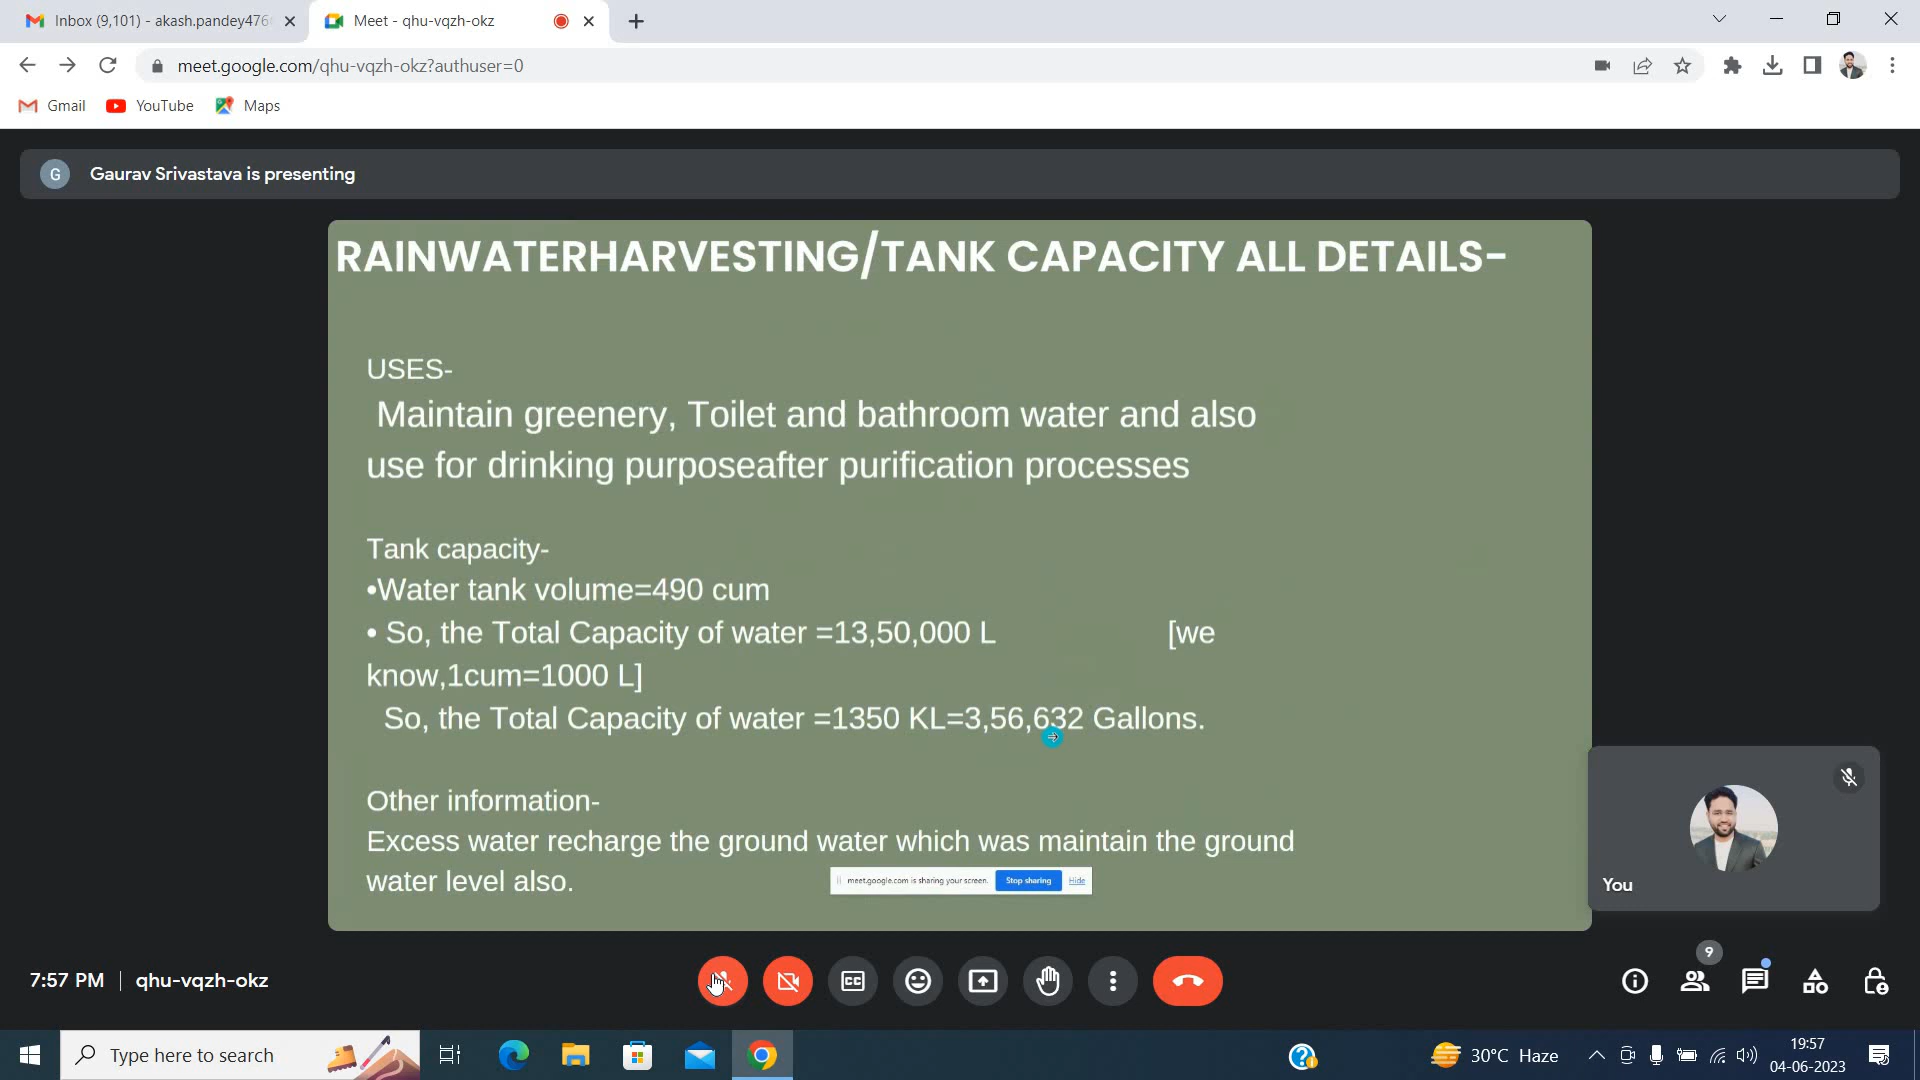 Inbox (9,101) - akash.pandey476
Meet - qhu-vqzh-okz
meet.google.com/qhu-vqzh-okz?authuser=0
Gmail
YouTube
Maps
G
Gaurav Srivastava is presenting
RAINWATERHARVESTING/TANK CAPACITY ALL DETAILS-
USES-
Maintain greenery, Toilet and bathroom water and also
use for drinking purposeafter purification processes
Tank capacity-
•Water tank volume=490 cum
• So, the Total Capacity of water =13,50,000 L [we
know,1cum=1000 L]
So, the Total Capacity of water =1350 KL=3,56,632 Gallons.
Other information-
Excess water recharge the ground water which was maintain the ground
water level also.
meet.google.com is sharing your screen. Stop sharing Hide
You
7:57 PM | qhu-vqzh-okz
CC
9
Type here to search
30°C Haze
19:57
04-06-2023